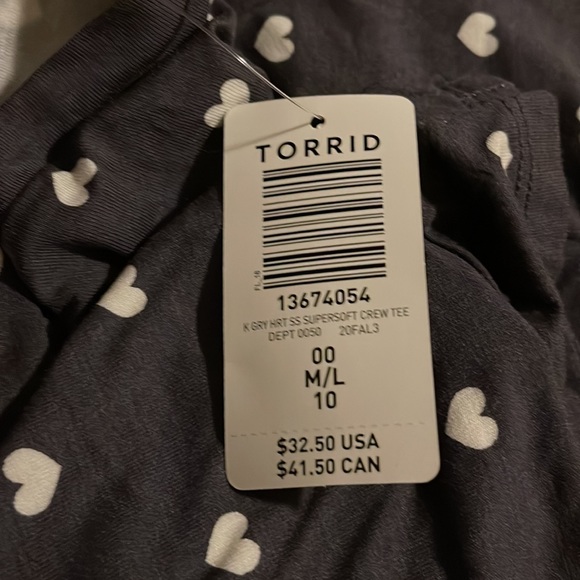 TORRID
FL_18
13674054
K GRY HRT SS SUPERSOFT CREW TEE
DEPT 0050 20FAL3
00
M/L
10
$32.50 USA
$41.50 CAN